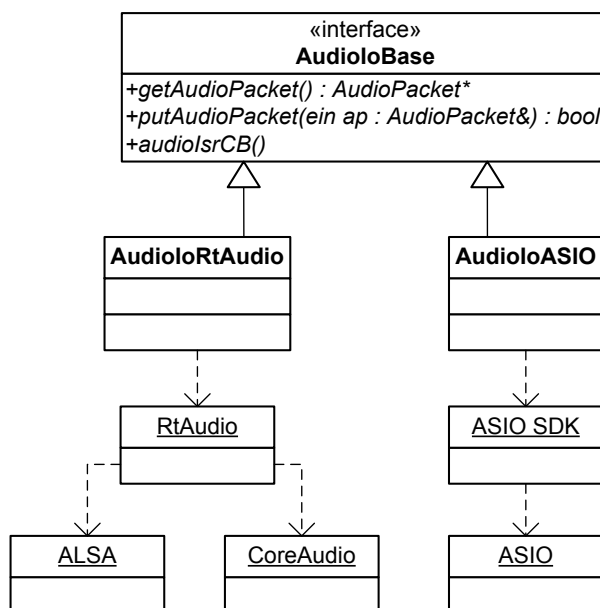 «interface»
AudioIoBase
+getAudioPacket() : AudioPacket*
+putAudioPacket(ein ap : AudioPacket&) : bool
+audioIsrCB()
AudioIoRtAudio
AudioIoASIO
RtAudio
ASIO SDK
ALSA
CoreAudio
ASIO